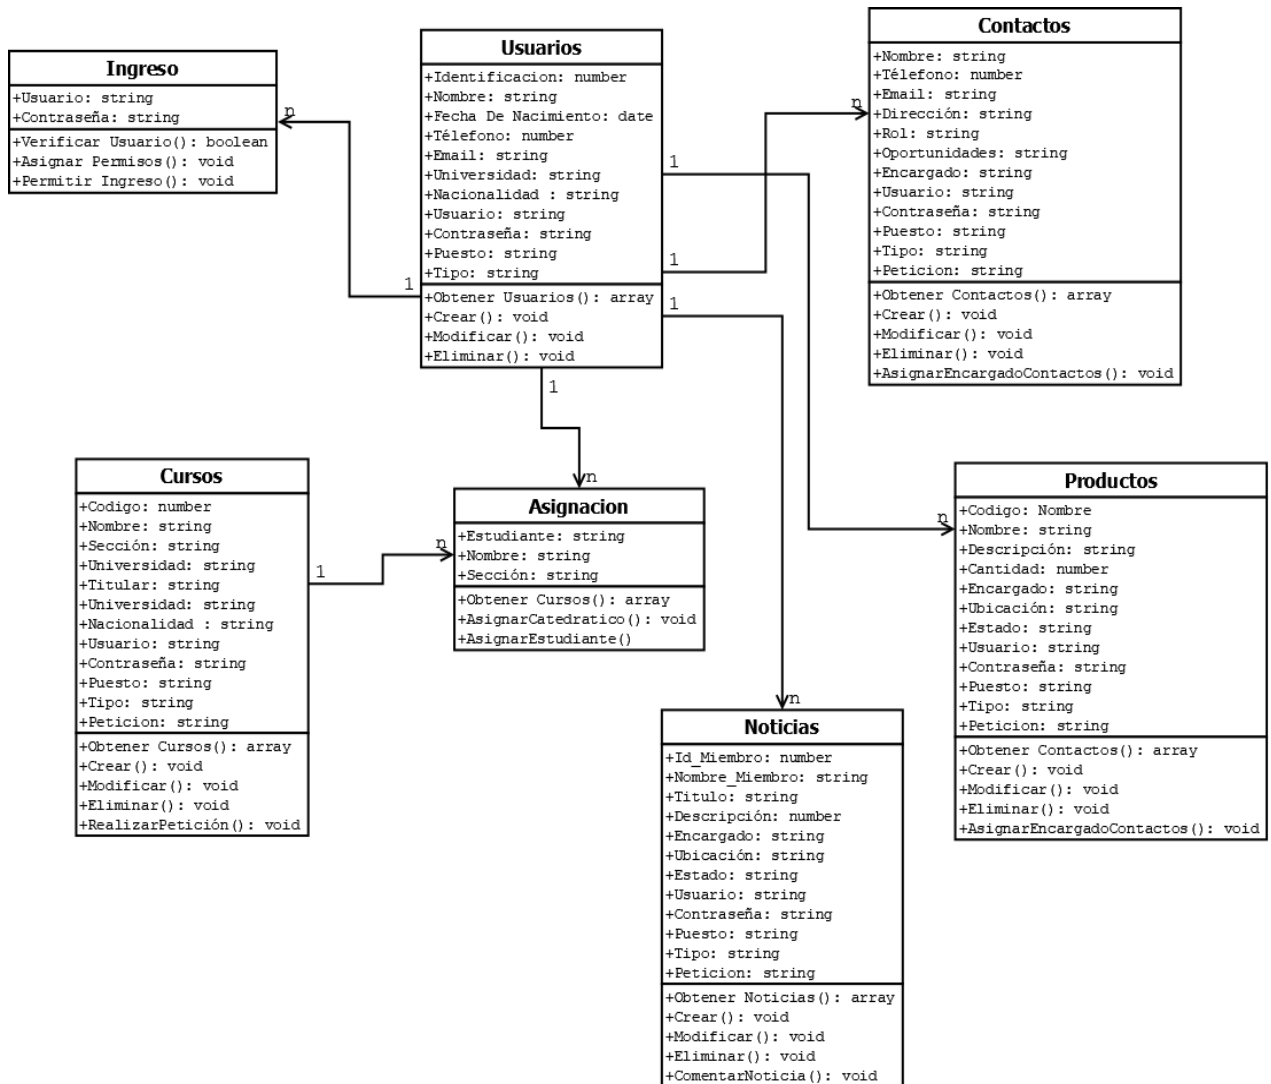 Ingreso
+Usuario: string
+Contraseña: string
+Verificar Usuario(): boolean
+Asignar Permisos(): void
+Permitir Ingreso(): void
n
1
Usuarios
+Identificacion: number
+Nombre: string
+Fecha De Nacimiento: date
+Télefono: number
+Email: string
+Universidad: string
+Nacionalidad : string
+Usuario: string
+Contraseña: string
+Puesto: string
+Tipo: string
+Obtener Usuarios(): array
+Crear(): void
+Modificar(): void
+Eliminar(): void
1
1
1
1
n
Contactos
+Nombre: string
+Télefono: number
+Email: string
+Dirección: string
+Rol: string
+Oportunidades: string
+Encargado: string
+Usuario: string
+Contraseña: string
+Puesto: string
+Tipo: string
+Peticion: string
+Obtener Contactos(): array
+Crear(): void
+Modificar(): void
+Eliminar(): void
+AsignarEncargadoContactos(): void
Cursos
+Codigo: number
+Nombre: string
+Sección: string
+Universidad: string
+Titular: string
+Universidad: string
+Nacionalidad : string
+Usuario: string
+Contraseña: string
+Puesto: string
+Tipo: string
+Peticion: string
+Obtener Cursos(): array
+Crear(): void
+Modificar(): void
+Eliminar(): void
+RealizarPetición(): void
1
n
n
Asignacion
+Estudiante: string
+Nombre: string
+Sección: string
+Obtener Cursos(): array
+AsignarCatedratico(): void
+AsignarEstudiante()
n
Productos
+Codigo: Nombre
+Nombre: string
+Descripción: string
+Cantidad: number
+Encargado: string
+Ubicación: string
+Estado: string
+Usuario: string
+Contraseña: string
+Puesto: string
+Tipo: string
+Peticion: string
+Obtener Contactos(): array
+Crear(): void
+Modificar(): void
+Eliminar(): void
+AsignarEncargadoContactos(): void
n
Noticias
+Id_Miembro: number
+Nombre_Miembro: string
+Titulo: string
+Descripción: number
+Encargado: string
+Ubicación: string
+Estado: string
+Usuario: string
+Contraseña: string
+Puesto: string
+Tipo: string
+Peticion: string
+Obtener Noticias(): array
+Crear(): void
+Modificar(): void
+Eliminar(): void
+ComentarNoticia(): void